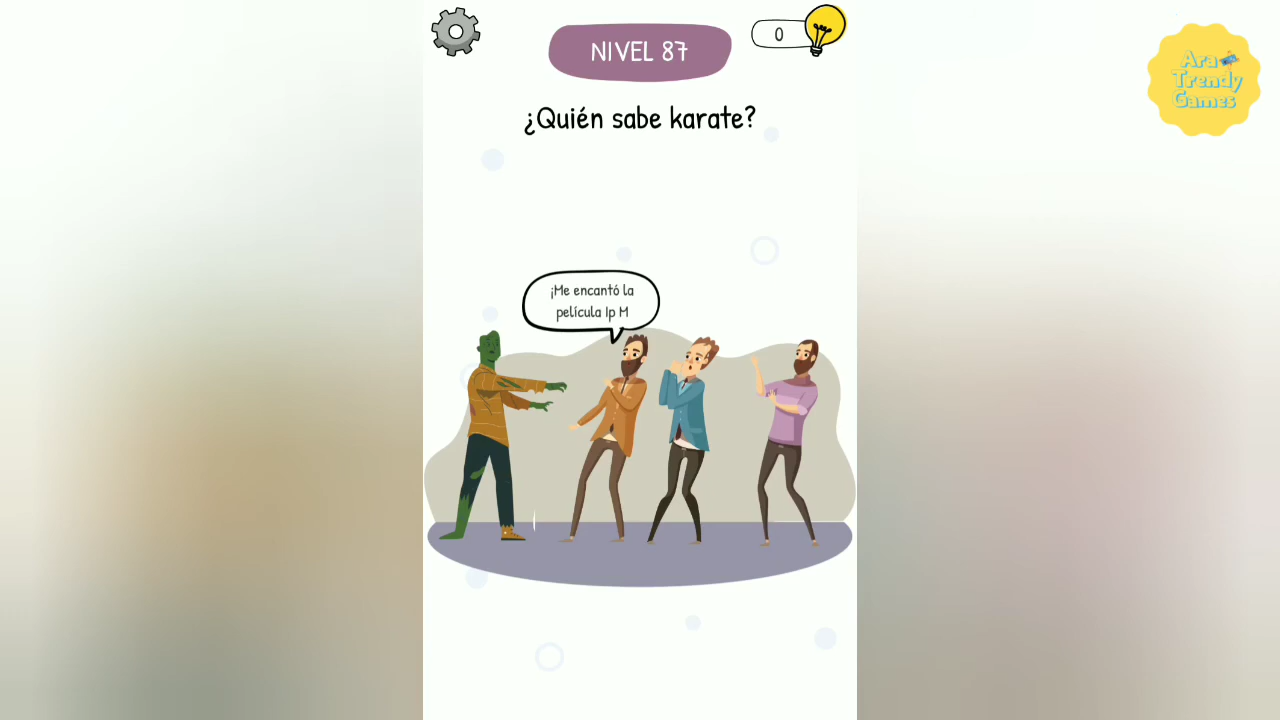 NIVEL 87
0
¿Quién sabe karate?
¡Me encantó la
película Ip M
Ara
Trendy
Games